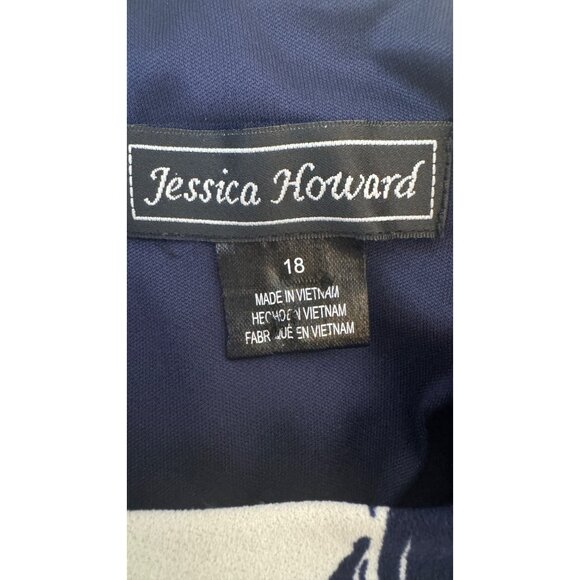 Jessica Howard
18
MADE IN VIETNAM
HECHO EN VIETNAM
FABRIQUÉ EN VIETNAM